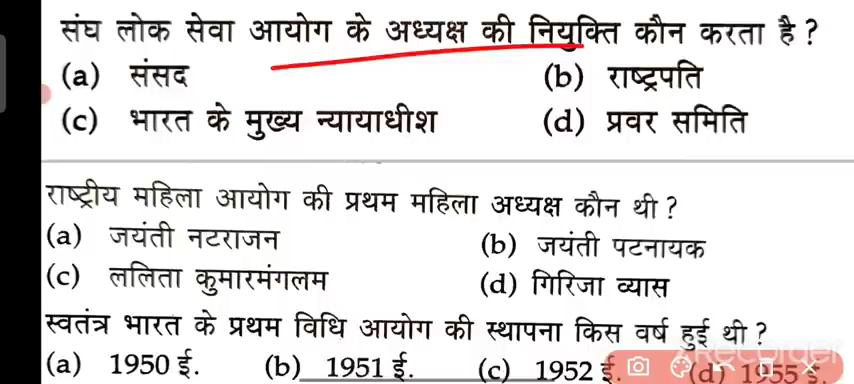 संघ लोक सेवा आयोग के अध्यक्ष की नियुक्ति कौन करता है ?
(a) संसद (b) राष्ट्रपति
(c) भारत के मुख्य न्यायाधीश (d) प्रवर समिति
राष्ट्रीय महिला आयोग की प्रथम महिला अध्यक्ष कौन थी ?
(a) जयंती नटराजन (b) जयंती पटनायक
(c) ललिता कुमारमंगलम (d) गिरिजा व्यास
स्वतंत्र भारत के प्रथम विधि आयोग की स्थापना किस वर्ष हुई थी ?
(a) 1950 ई. (b) 1951 ई. (c) 1952 ई. (d) 1955 ई.